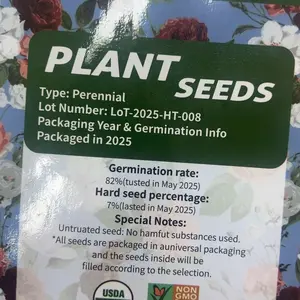 PLANT
SEEDS
Type: Perennial
Lot Number: LoT-2025-HT-008
Packaging Year & Germination Info
Packaged in 2025
Germination rate:
82%(tusted in May 2025)
Hard seed percentage:
7%(lasted in May 2025)
Special Notes:
Untruated seed: No hamfut substances used.
*All seeds are packaged in auniversal packaging
and the seeds inside will be
filled according to the selection.
USDA
NON
GMO